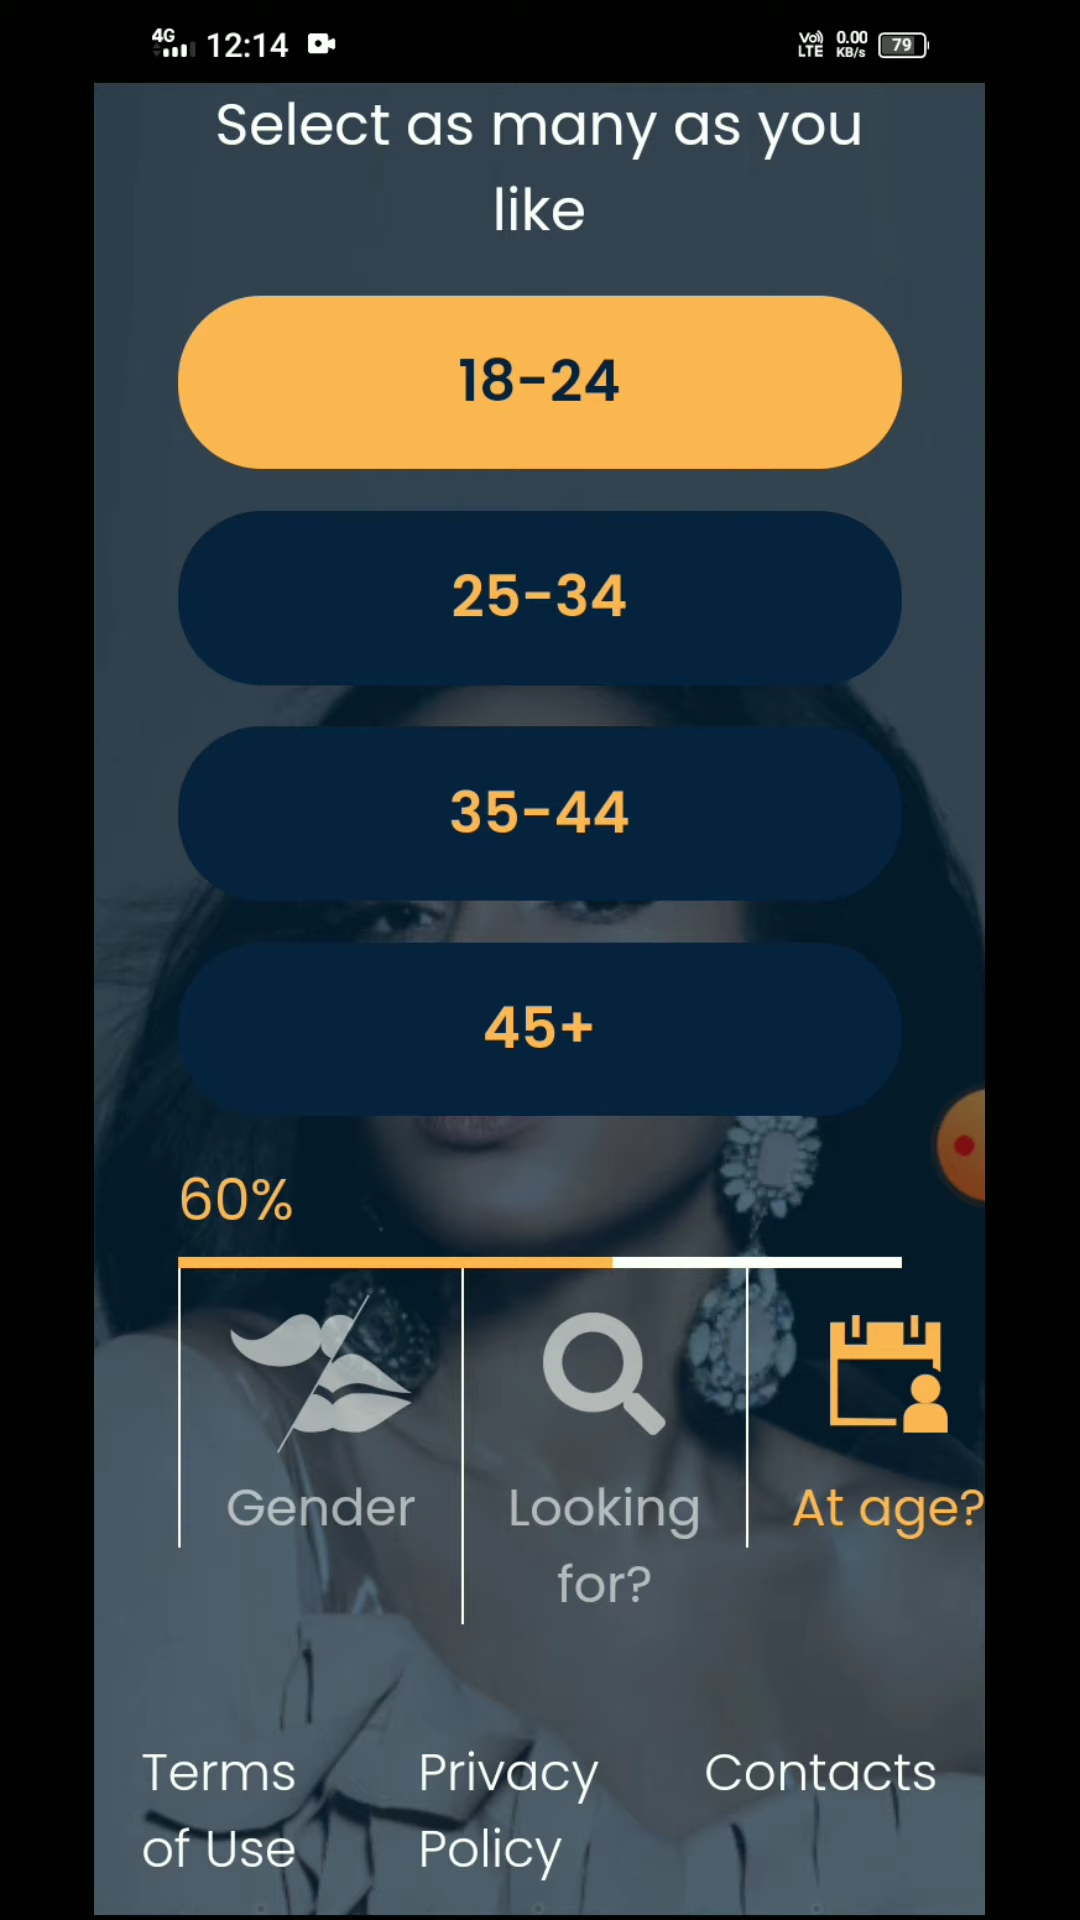 4G 12:14 Vo) LTE 0.00 KB/s 79
Select as many as you
like
18-24
25-34
35-44
45+
60%
Gender
Looking
for?
At age?
Terms
of Use
Privacy
Policy
Contacts